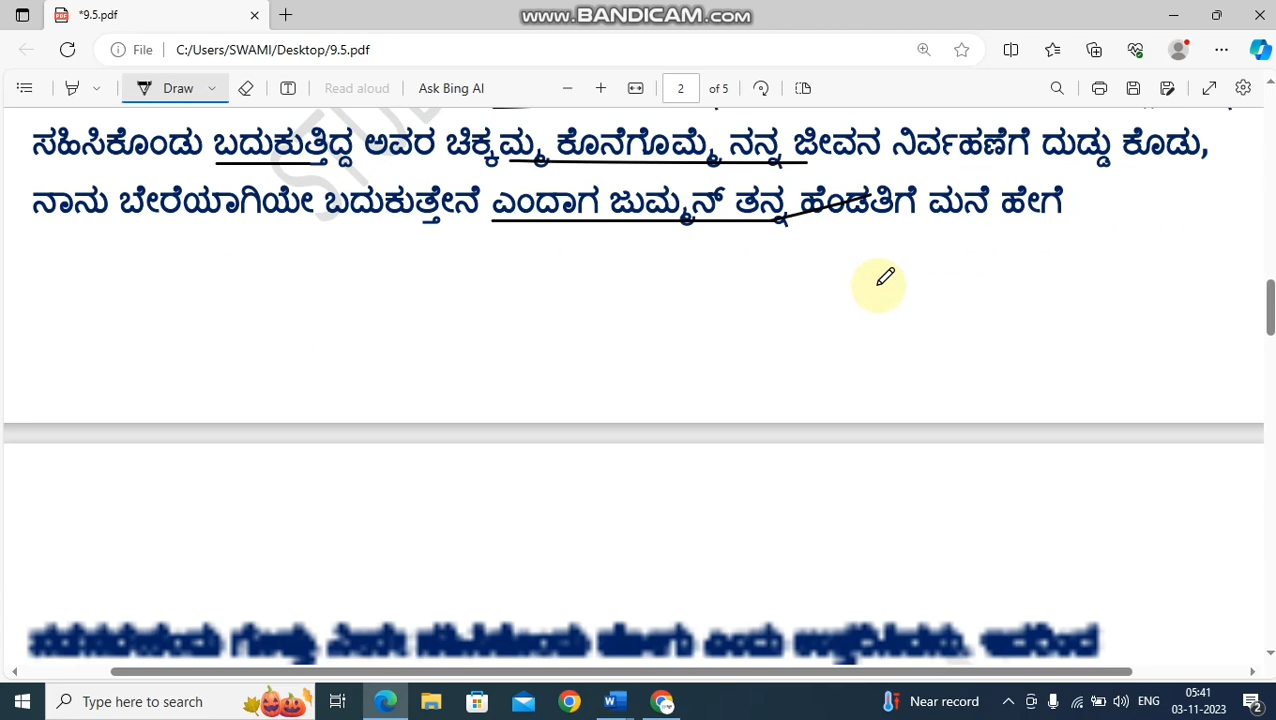 *9.5.pdf
www.BANDICAM.com
File C:/Users/SWAMI/Desktop/9.5.pdf
Draw Read aloud Ask Bing AI 2 of 5
ಸಹಿಸಿಕೊಂಡು ಬದುಕುತ್ತಿದ್ದ ಅವರ ಚಿಕ್ಕಮ್ಮ ಕೊನೆಗೊಮ್ಮೆ ನನ್ನ ಜೀವನ ನಿರ್ವಹಣೆಗೆ ದುಡ್ಡು ಕೊಡು,
ನಾನು ಬೇರೆಯಾಗಿಯೇ ಬದುಕುತ್ತೇನೆ ಎಂದಾಗ ಜುಮ್ಮನ್ ತನ್ನ ಹೆಂಡತಿಗೆ ಮನೆ ಹೇಗೆ
Type here to search
Near record
ENG
05:41
03-11-2023
2